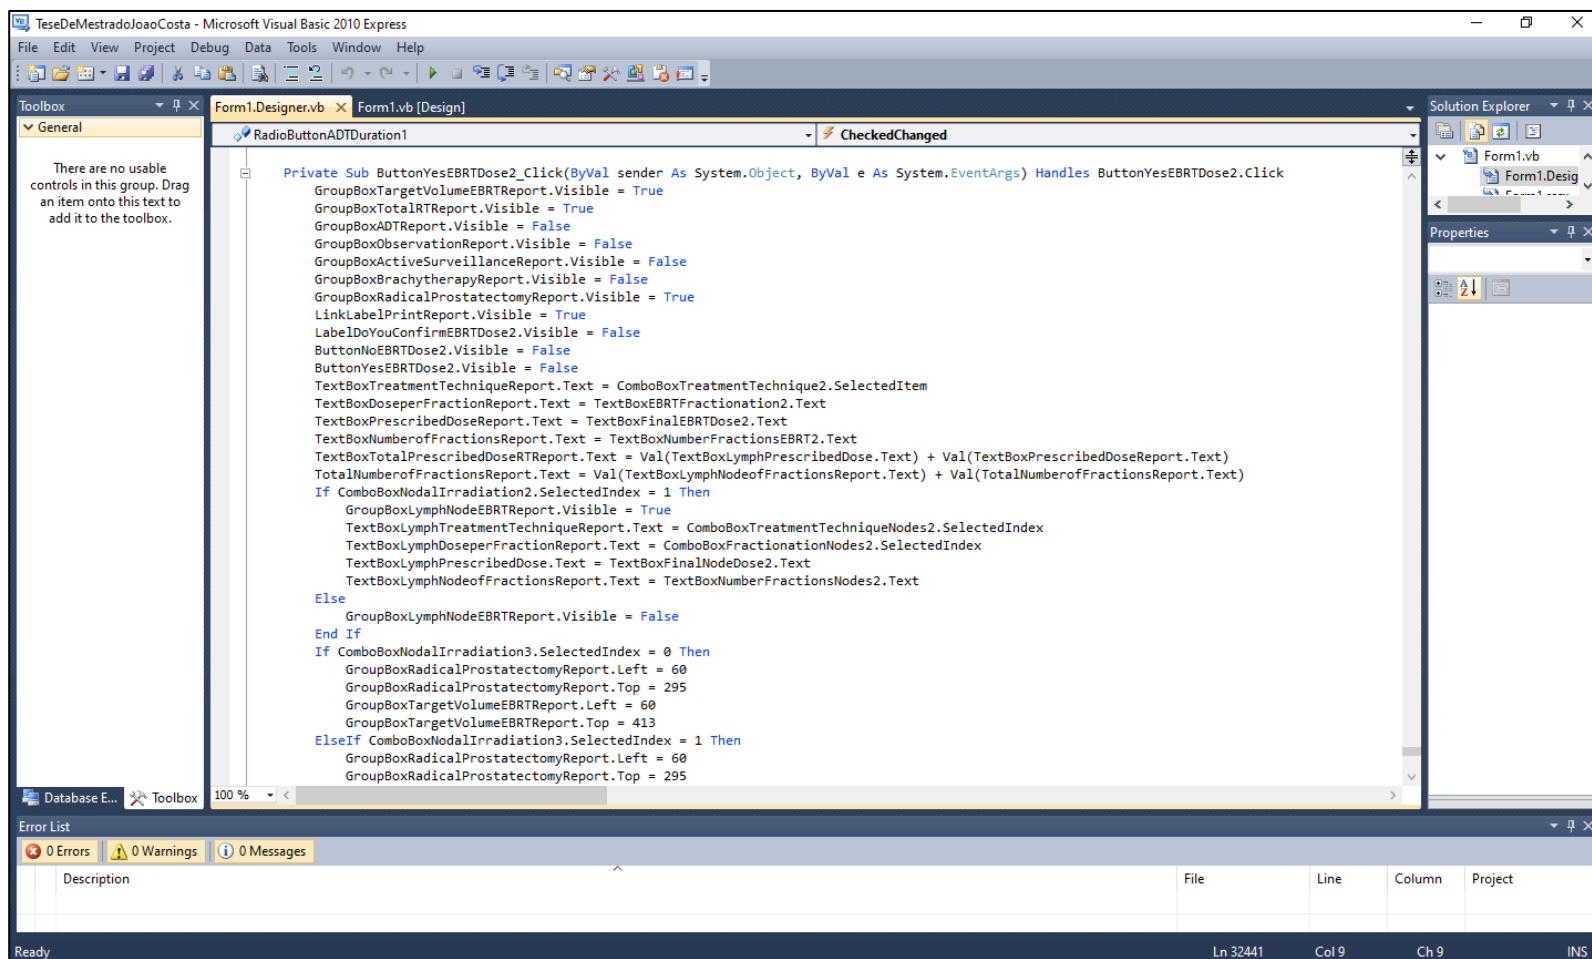 TeseDeMestradoJoaoCosta - Microsoft Visual Basic 2010 Express
File Edit View Project Debug Data Tools Window Help
Toolbox
General
There are no usable
controls in this group. Drag
an item onto this text to
add it to the toolbox.
Database E... Toolbox
Form1.Designer.vb Form1.vb [Design]
RadioButtonADTDuration1 CheckedChanged
Private Sub ButtonYesEBRTDose2_Click(ByVal sender As System.Object, ByVal e As System.EventArgs) Handles ButtonYesEBRTDose2.Click
GroupBoxTargetVolumeEBRTReport.Visible = True
GroupBoxTotalRTReport.Visible = True
GroupBoxADTReport.Visible = False
GroupBoxObservationReport.Visible = False
GroupBoxActiveSurveillanceReport.Visible = False
GroupBoxBrachytherapyReport.Visible = False
GroupBoxRadicalProstatectomyReport.Visible = True
LinkLabelPrintReport.Visible = True
LabelDoYouConfirmEBRTDose2.Visible = False
ButtonNoEBRTDose2.Visible = False
ButtonYesEBRTDose2.Visible = False
TextBoxTreatmentTechniqueReport.Text = ComboBoxTreatmentTechnique2.SelectedItem
TextBoxDoseperFractionReport.Text = TextBoxEBRTFractionation2.Text
TextBoxPrescribedDoseReport.Text = TextBoxFinalEBRTDose2.Text
TextBoxNumberofFractionsReport.Text = TextBoxNumberFractionsEBRT2.Text
TextBoxTotalPrescribedDoseRTReport.Text = Val(TextBoxLymphPrescribedDose.Text) + Val(TextBoxPrescribedDoseReport.Text)
TotalNumberofFractionsReport.Text = Val(TextBoxLymphNodeofFractionsReport.Text) + Val(TotalNumberofFractionsReport.Text)
If ComboBoxNodalIrradiation2.SelectedIndex = 1 Then
GroupBoxLymphNodeEBRTReport.Visible = True
TextBoxLymphTreatmentTechniqueReport.Text = ComboBoxTreatmentTechniqueNodes2.SelectedIndex
TextBoxLymphDoseperFractionReport.Text = ComboBoxFractionationNodes2.SelectedIndex
TextBoxLymphPrescribedDose.Text = TextBoxFinalNodeDose2.Text
TextBoxLymphNodeofFractionsReport.Text = TextBoxNumberFractionsNodes2.Text
Else
GroupBoxLymphNodeEBRTReport.Visible = False
End If
If ComboBoxNodalIrradiation3.SelectedIndex = 0 Then
GroupBoxRadicalProstatectomyReport.Left = 60
GroupBoxRadicalProstatectomyReport.Top = 295
GroupBoxTargetVolumeEBRTReport.Left = 60
GroupBoxTargetVolumeEBRTReport.Top = 413
ElseIf ComboBoxNodalIrradiation3.SelectedIndex = 1 Then
GroupBoxRadicalProstatectomyReport.Left = 60
GroupBoxRadicalProstatectomyReport.Top = 295
100 %
Solution Explorer
Form1.vb
Form1.Desig
Properties
Error List
0 Errors 0 Warnings 0 Messages
Description File Line Column Project
Ready Ln 32441 Col 9 Ch 9 INS